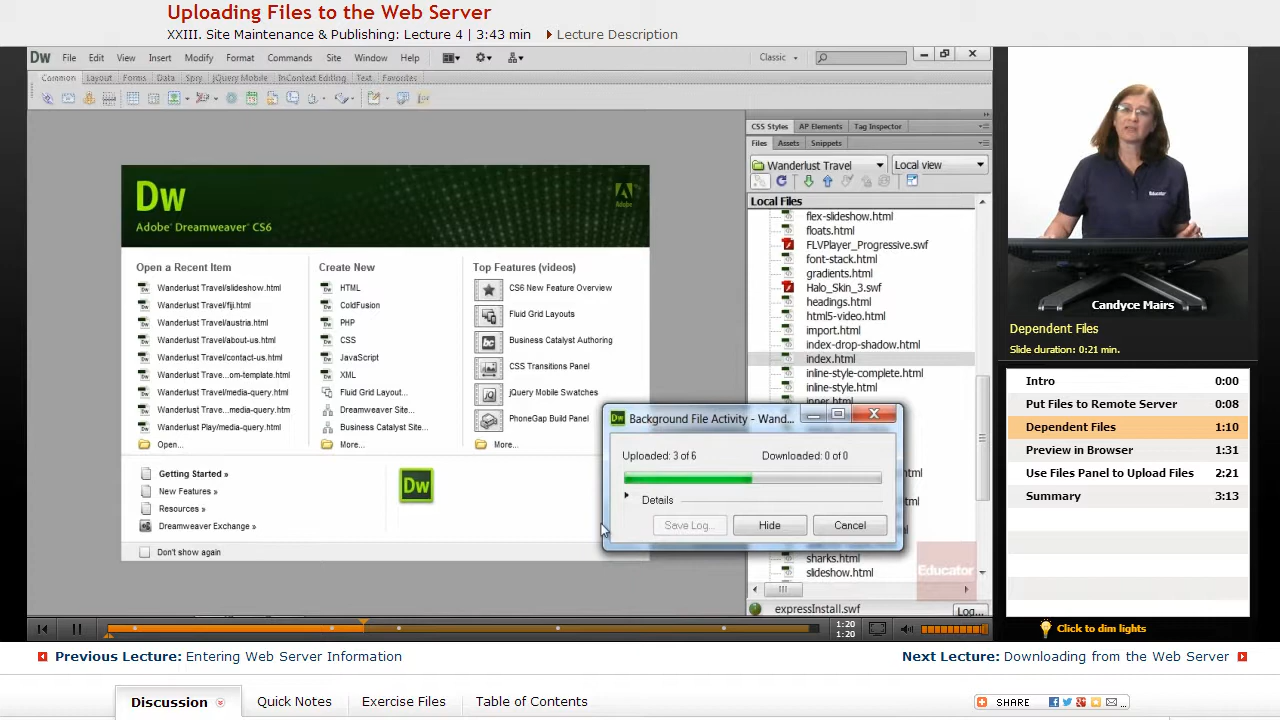 Uploading Files to the Web Server
XXIII. Site Maintenance & Publishing: Lecture 4 | 3:43 min
Lecture Description
Dw File Edit View Insert Modify Format Commands Site Window Help
Classic
Common Layout Forms Data Spry jQuery Mobile InContext Editing Text Favorites
Dw
Adobe® Dreamweaver® CS6
Open a Recent Item
Wanderlust Travel/slideshow.html
Wanderlust Travel/fiji.html
Wanderlust Travel/austria.html
Wanderlust Travel/about-us.html
Wanderlust Travel/contact-us.html
Wanderlust Trave...om-template.html
Wanderlust Travel/media-query.html
Wanderlust Trave...media-query.htm
Wanderlust Play/media-query.html
Open...
Create New
HTML
ColdFusion
PHP
CSS
JavaScript
XML
Fluid Grid Layout...
Dreamweaver Site...
Business Catalyst Site...
More...
Top Features (videos)
CS6 New Feature Overview
Fluid Grid Layouts
Business Catalyst Authoring
CSS Transitions Panel
jQuery Mobile Swatches
PhoneGap Build Panel
More...
Getting Started »
New Features »
Resources »
Dreamweaver Exchange »
Dw
Don't show again
CSS Styles AP Elements Tag Inspector
Files Assets Snippets
Wanderlust Travel Local view
Local Files
flex-slideshow.html
floats.html
FLVPlayer_Progressive.swf
font-stack.html
gradients.html
Halo_Skin_3.swf
headings.html
html5-video.html
import.html
index-drop-shadow.html
index.html
inline-style-complete.html
inline-style.html
inner.html
Background File Activity - Wand...
Uploaded: 3 of 6 Downloaded: 0 of 0
Details
Save Log... Hide Cancel
sharks.html
slideshow.html
Educator
expressInstall.swf Log...
Educator
Candyce Mairs
Dependent Files
Slide duration: 0:21 min.
Intro 0:00
Put Files to Remote Server 0:08
Dependent Files 1:10
Preview in Browser 1:31
Use Files Panel to Upload Files 2:21
Summary 3:13
1:20
1:20
Click to dim lights
Previous Lecture: Entering Web Server Information
Next Lecture: Downloading from the Web Server
Discussion Quick Notes Exercise Files Table of Contents
SHARE